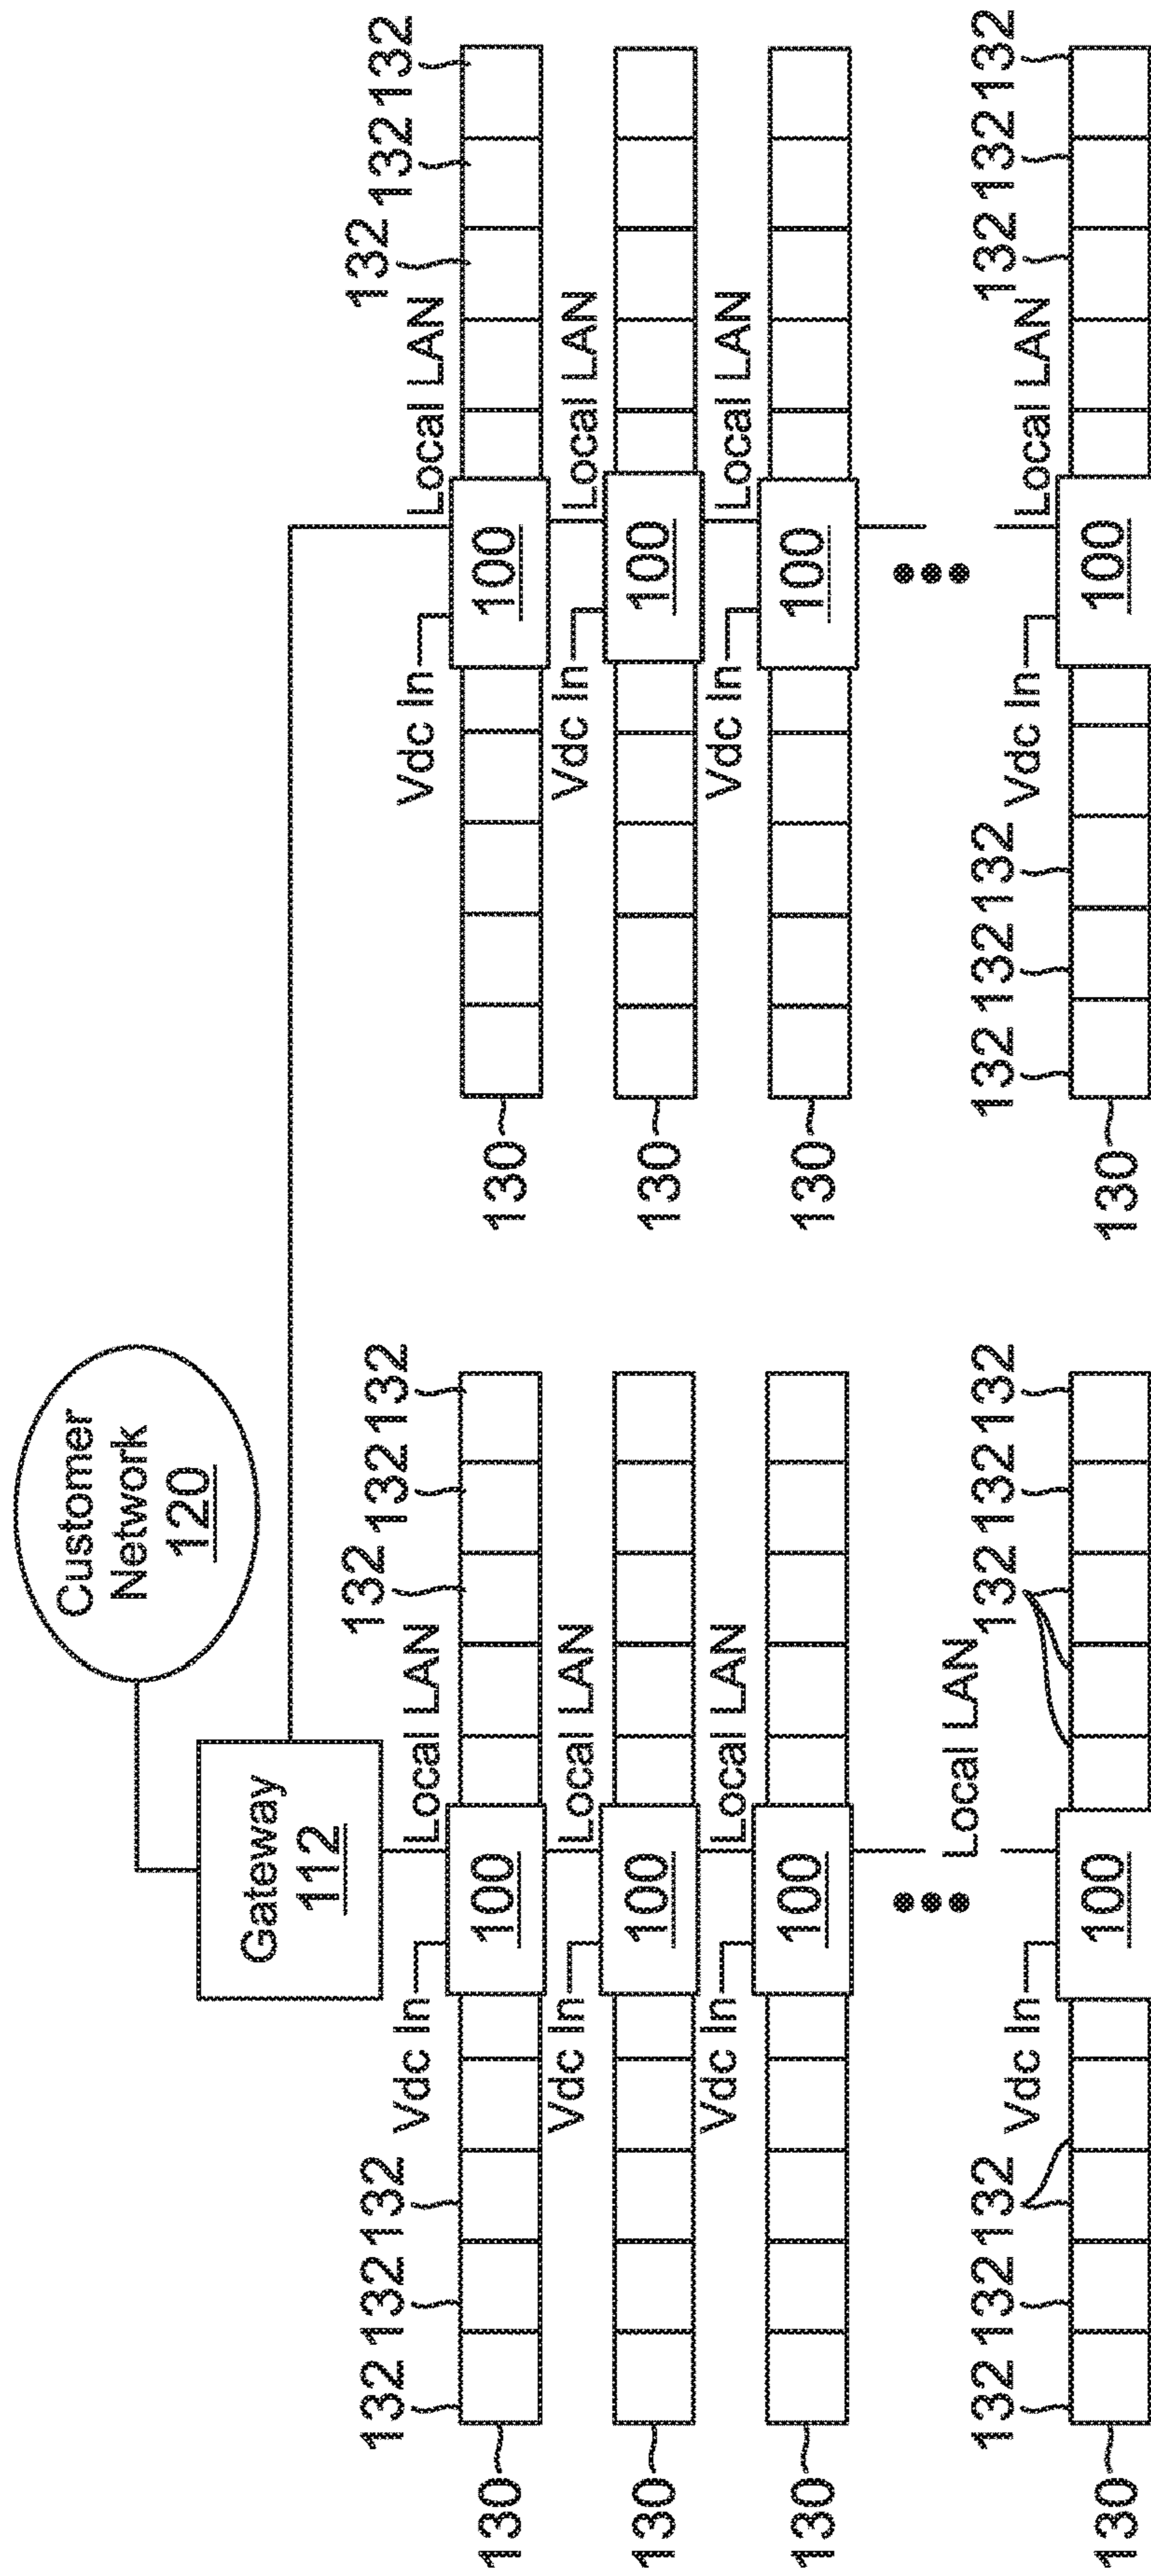 Customer
Network
120
Gateway
112
132 132 132 Vdc In Local LAN 132 132 132
130 100
Vdc In Local LAN
130 100
Vdc In Local LAN
130 100
Local LAN
132 132 132 Vdc In 132 132 132
130 100
Vdc In Local LAN 132 132 132
130 100
Vdc In Local LAN
130 100
Vdc In Local LAN
130 100
132 132 132 Vdc In Local LAN 132 132 132
130 100